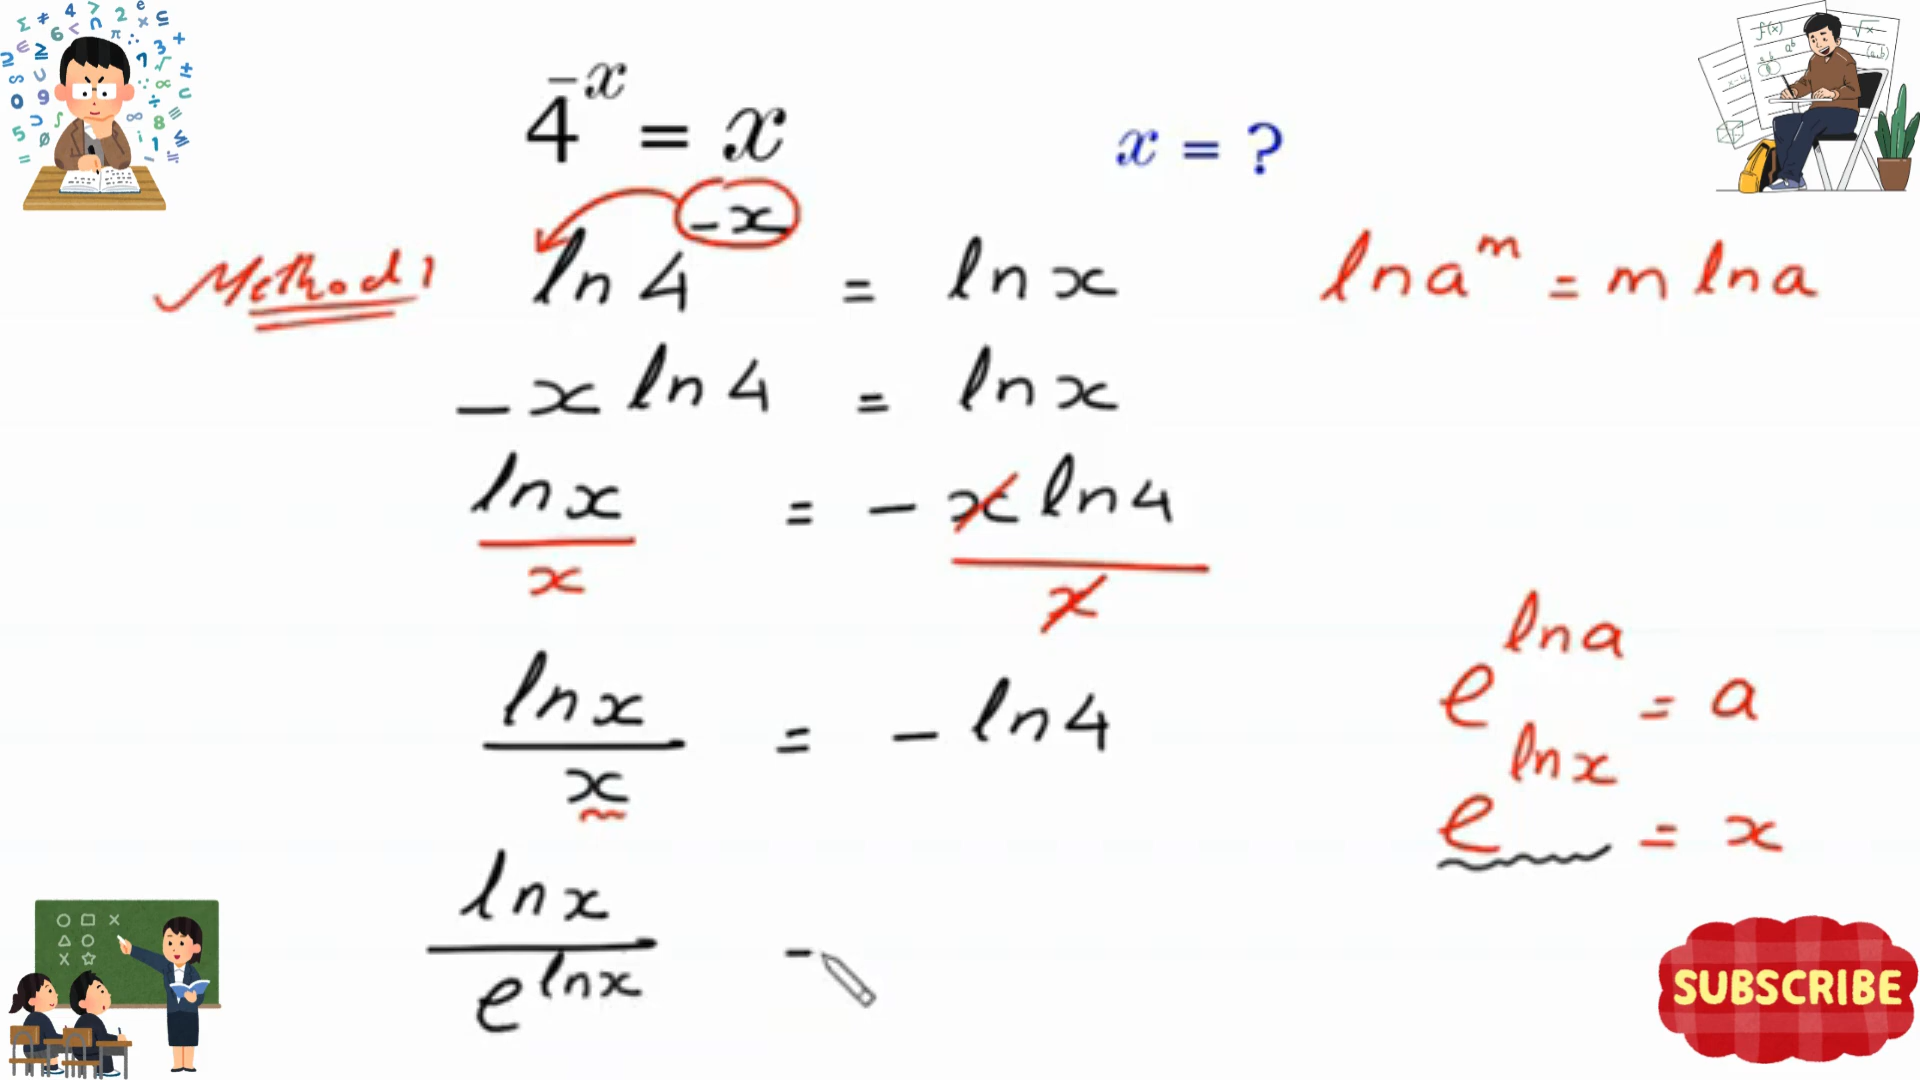 4^{-x} = x
x = ?
Method 1
ln 4^{-x} = ln x
ln a^m = m ln a
- x ln 4 = ln x
ln x / x = - x ln 4 / x
ln x / x = - ln 4
e^{ln a} = a
e^{ln x} = x
ln x / e^{ln x} -
SUBSCRIBE